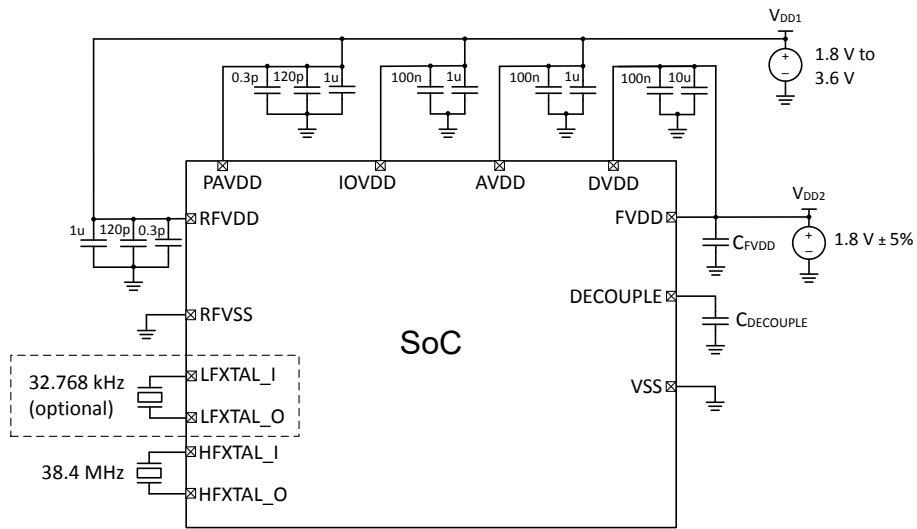 VDD1
1.8 V to
3.6 V
+
–
0.3p 120p 1u
100n 1u
100n 1u
100n 10u
PAVDD IOVDD AVDD DVDD
RFVDD
FVDD
VDD2
1u 120p 0.3p
CFVDD
+
–
1.8 V ± 5%
DECOUPLE
CDECOUPLE
RFVSS
SoC
32.768 kHz
(optional)
LFXTAL_I
LFXTAL_O
VSS
38.4 MHz
HFXTAL_I
HFXTAL_O